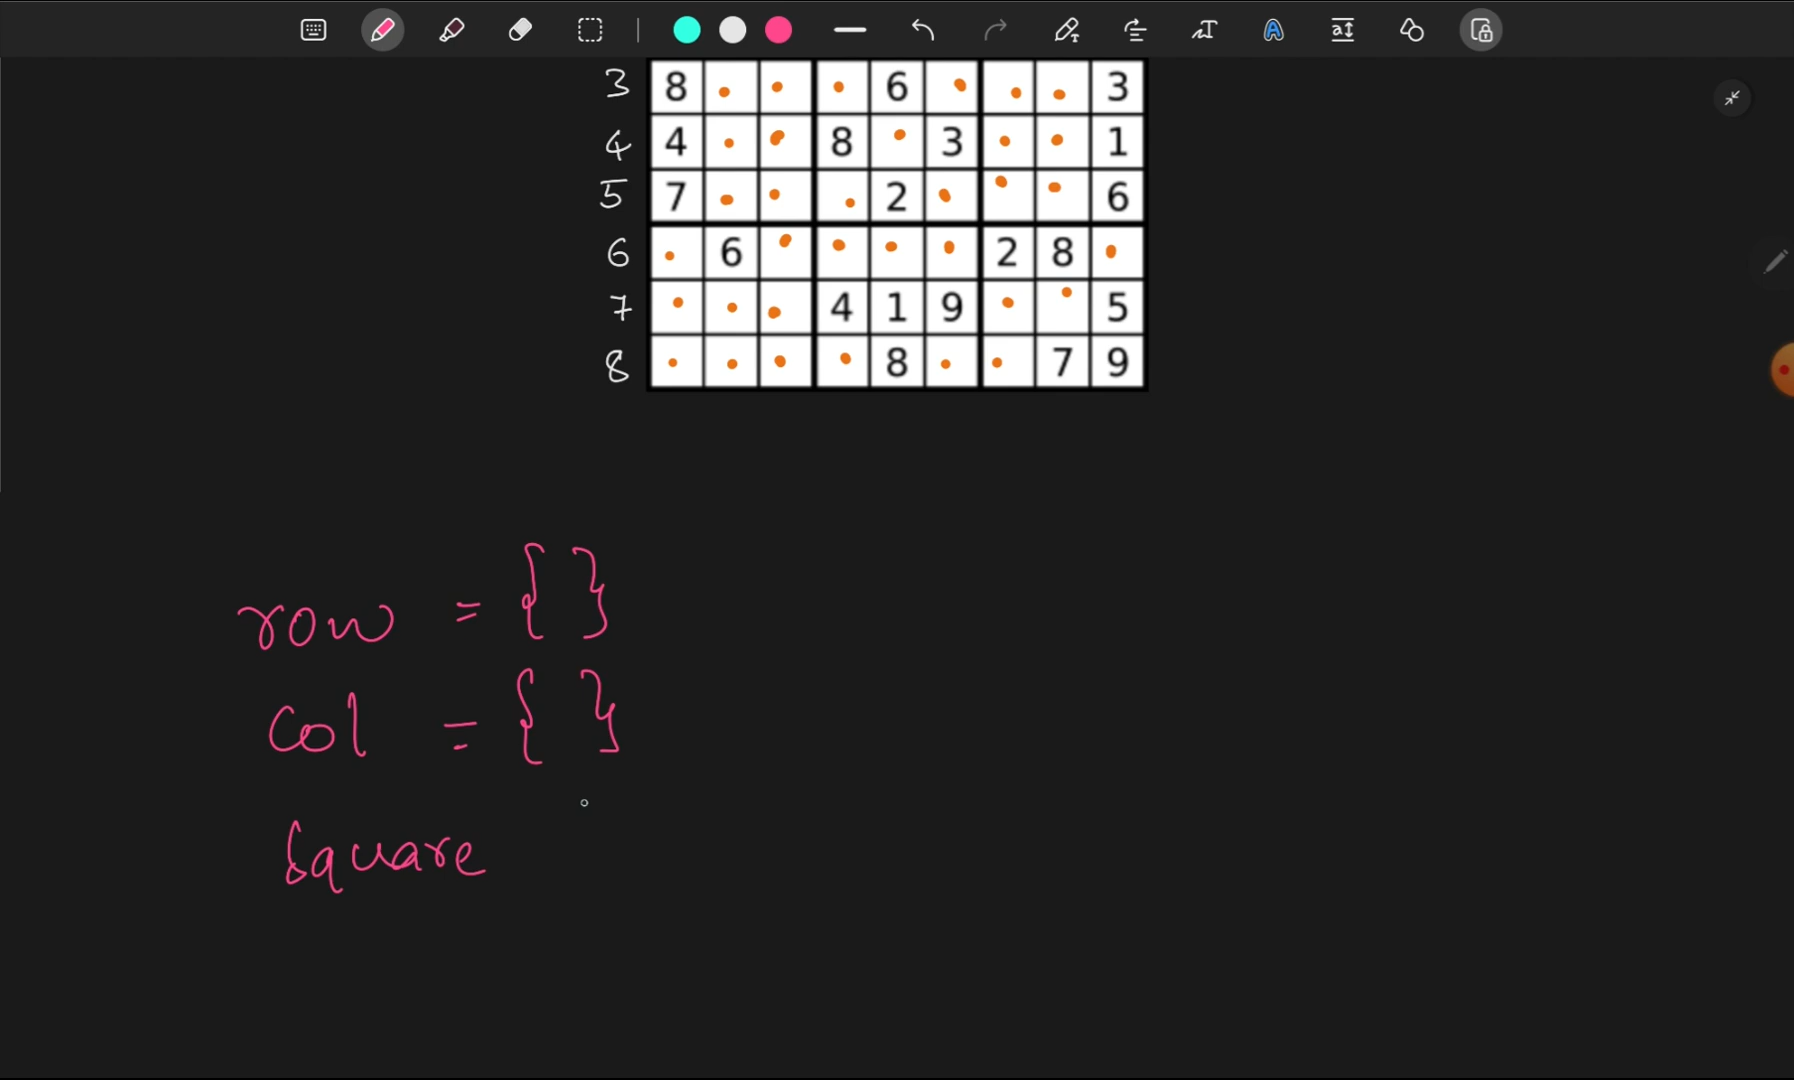 3 8 . . . 6 . . . 3
4 4 . . 8 . 3 . . 1
5 7 . . . 2 . . . 6
6 . 6 . . . . 2 8 .
7 . . . 4 1 9 . . 5
8 . . . . 8 . . 7 9
row = { }
col = { }
square